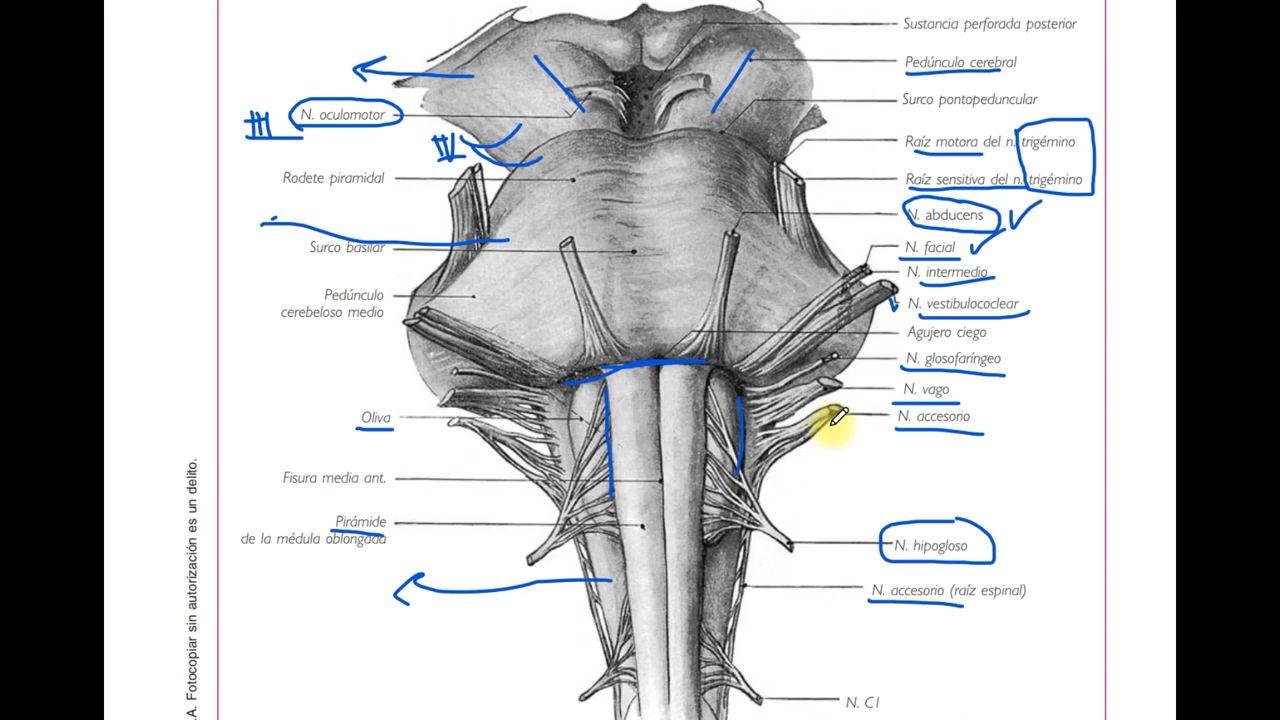 Sustancia perforada posterior
Pedúnculo cerebral
Surco pontopeduncular
N. oculomotor
III
IV
Raíz motora del n. trigémino
Rodete piramidal
Raíz sensitiva del n. trigémino
N. abducens
Surco basilar
N. facial
N. intermedio
Pedúnculo
cerebeloso medio
N. vestibulococlear
Agujero ciego
N. glosofaríngeo
N. vago
Oliva
N. accesorio
Fisura media ant.
Pirámide
de la médula oblongada
N. hipogloso
N. accesorio (raíz espinal)
N. C1
.A. Fotocopiar sin autorización es un delito.